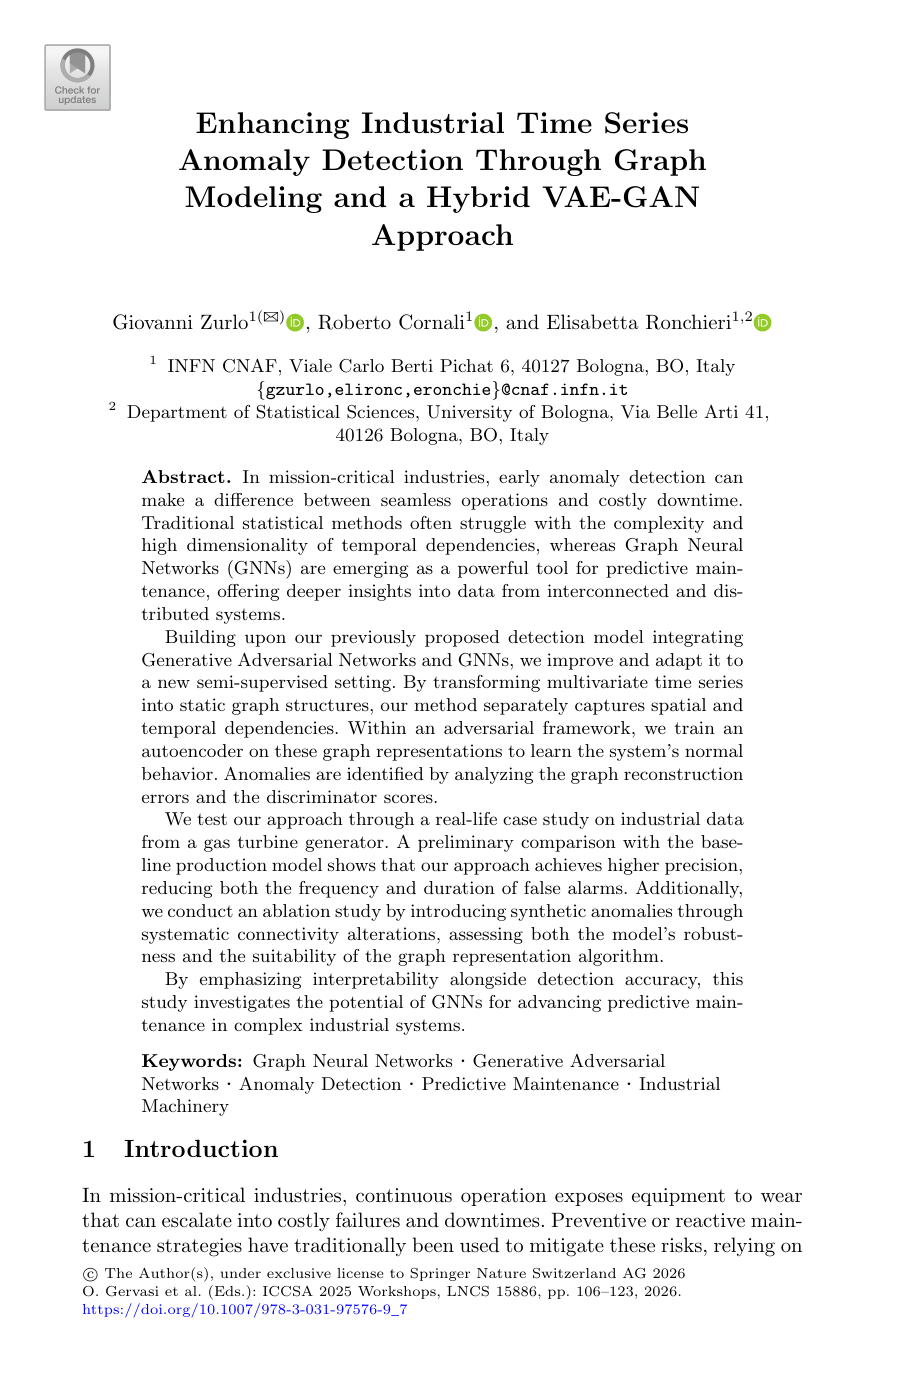 Check for
updates
Enhancing Industrial Time Series
Anomaly Detection Through Graph
Modeling and a Hybrid VAE-GAN
Approach
Giovanni Zurlo1(✉), Roberto Cornali1, and Elisabetta Ronchieri1,2
1 INFN CNAF, Viale Carlo Berti Pichat 6, 40127 Bologna, BO, Italy
{gzurlo,elironc,eronchie}@cnaf.infn.it
2 Department of Statistical Sciences, University of Bologna, Via Belle Arti 41,
40126 Bologna, BO, Italy
Abstract. In mission-critical industries, early anomaly detection can
make a difference between seamless operations and costly downtime.
Traditional statistical methods often struggle with the complexity and
high dimensionality of temporal dependencies, whereas Graph Neural
Networks (GNNs) are emerging as a powerful tool for predictive main-
tenance, offering deeper insights into data from interconnected and dis-
tributed systems.
Building upon our previously proposed detection model integrating
Generative Adversarial Networks and GNNs, we improve and adapt it to
a new semi-supervised setting. By transforming multivariate time series
into static graph structures, our method separately captures spatial and
temporal dependencies. Within an adversarial framework, we train an
autoencoder on these graph representations to learn the system's normal
behavior. Anomalies are identified by analyzing the graph reconstruction
errors and the discriminator scores.
We test our approach through a real-life case study on industrial data
from a gas turbine generator. A preliminary comparison with the base-
line production model shows that our approach achieves higher precision,
reducing both the frequency and duration of false alarms. Additionally,
we conduct an ablation study by introducing synthetic anomalies through
systematic connectivity alterations, assessing both the model's robust-
ness and the suitability of the graph representation algorithm.
By emphasizing interpretability alongside detection accuracy, this
study investigates the potential of GNNs for advancing predictive main-
tenance in complex industrial systems.
Keywords: Graph Neural Networks · Generative Adversarial
Networks · Anomaly Detection · Predictive Maintenance · Industrial
Machinery
1 Introduction
In mission-critical industries, continuous operation exposes equipment to wear
that can escalate into costly failures and downtimes. Preventive or reactive main-
tenance strategies have traditionally been used to mitigate these risks, relying on
© The Author(s), under exclusive license to Springer Nature Switzerland AG 2026
O. Gervasi et al. (Eds.): ICCSA 2025 Workshops, LNCS 15886, pp. 106–123, 2026.
https://doi.org/10.1007/978-3-031-97576-9_7